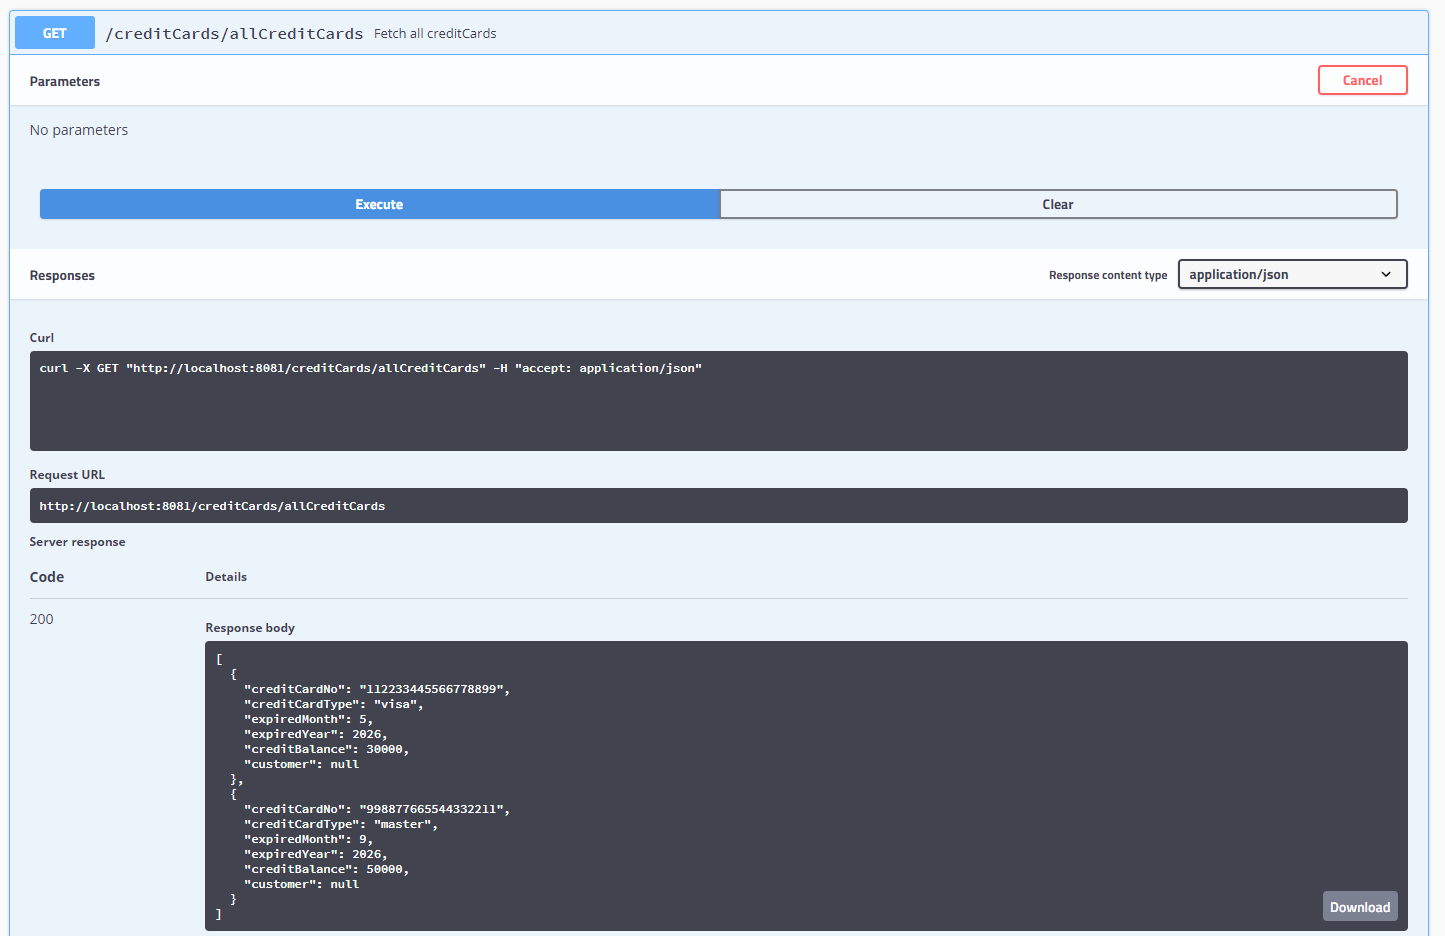 GET /creditCards/allCreditCards Fetch all creditCards
Parameters Cancel
No parameters
Execute Clear
Responses Response content type application/json
Curl
curl -X GET "http://localhost:8081/creditCards/allCreditCards" -H "accept: application/json"
Request URL
http://localhost:8081/creditCards/allCreditCards
Server response
Code Details
200
Response body
[
  {
    "creditCardNo": "112233445566778899",
    "creditCardType": "visa",
    "expiredMonth": 5,
    "expiredYear": 2026,
    "creditBalance": 30000,
    "customer": null
  },
  {
    "creditCardNo": "998877665544332211",
    "creditCardType": "master",
    "expiredMonth": 9,
    "expiredYear": 2026,
    "creditBalance": 50000,
    "customer": null
  }
]
Download